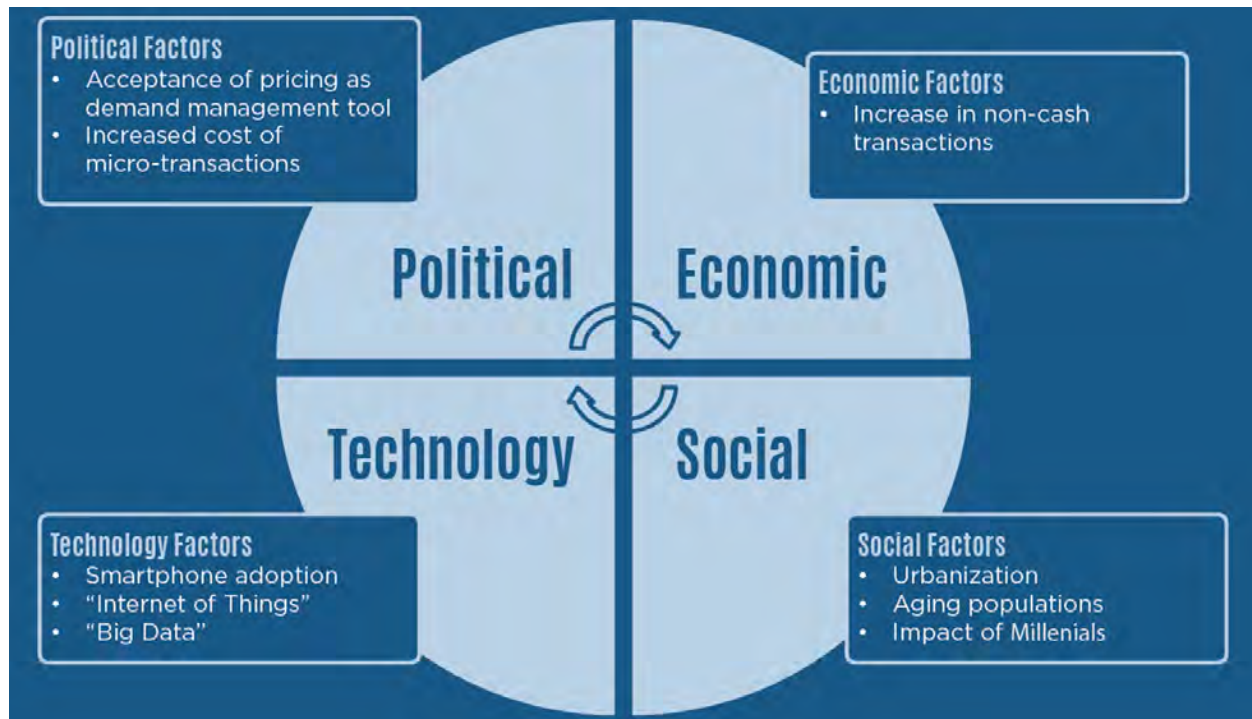 Political Factors
• Acceptance of pricing as
demand management tool
• Increased cost of
micro-transactions
Economic Factors
• Increase in non-cash
transactions
Political
Economic
Technology
Social
Technology Factors
• Smartphone adoption
• “Internet of Things”
• “Big Data”
Social Factors
• Urbanization
• Aging populations
• Impact of Millenials